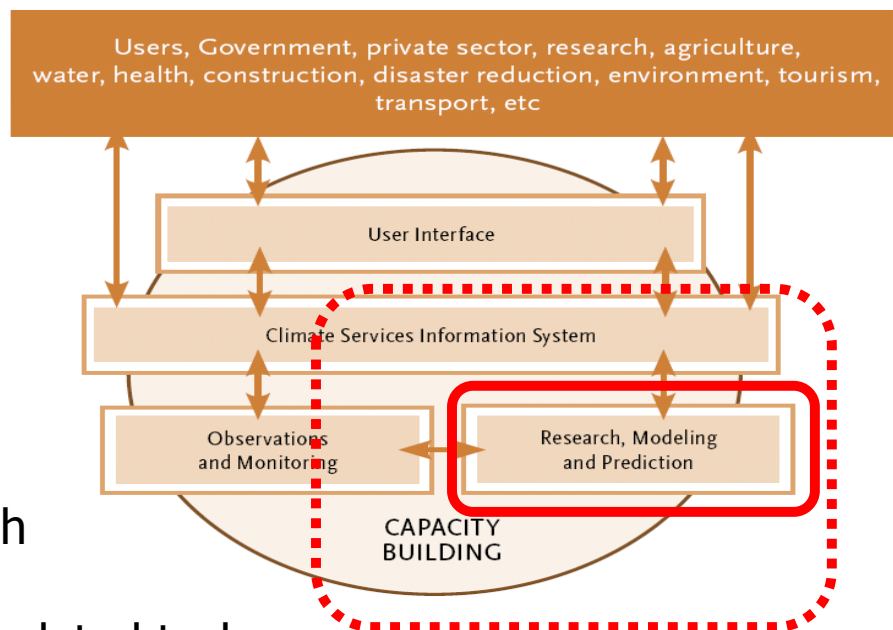 Users, Government, private sector, research, agriculture,
water, health, construction, disaster reduction, environment, tourism,
transport, etc
User Interface
Climate Services Information System
Observations
and Monitoring
Research, Modeling
and Prediction
CAPACITY
BUILDING
h